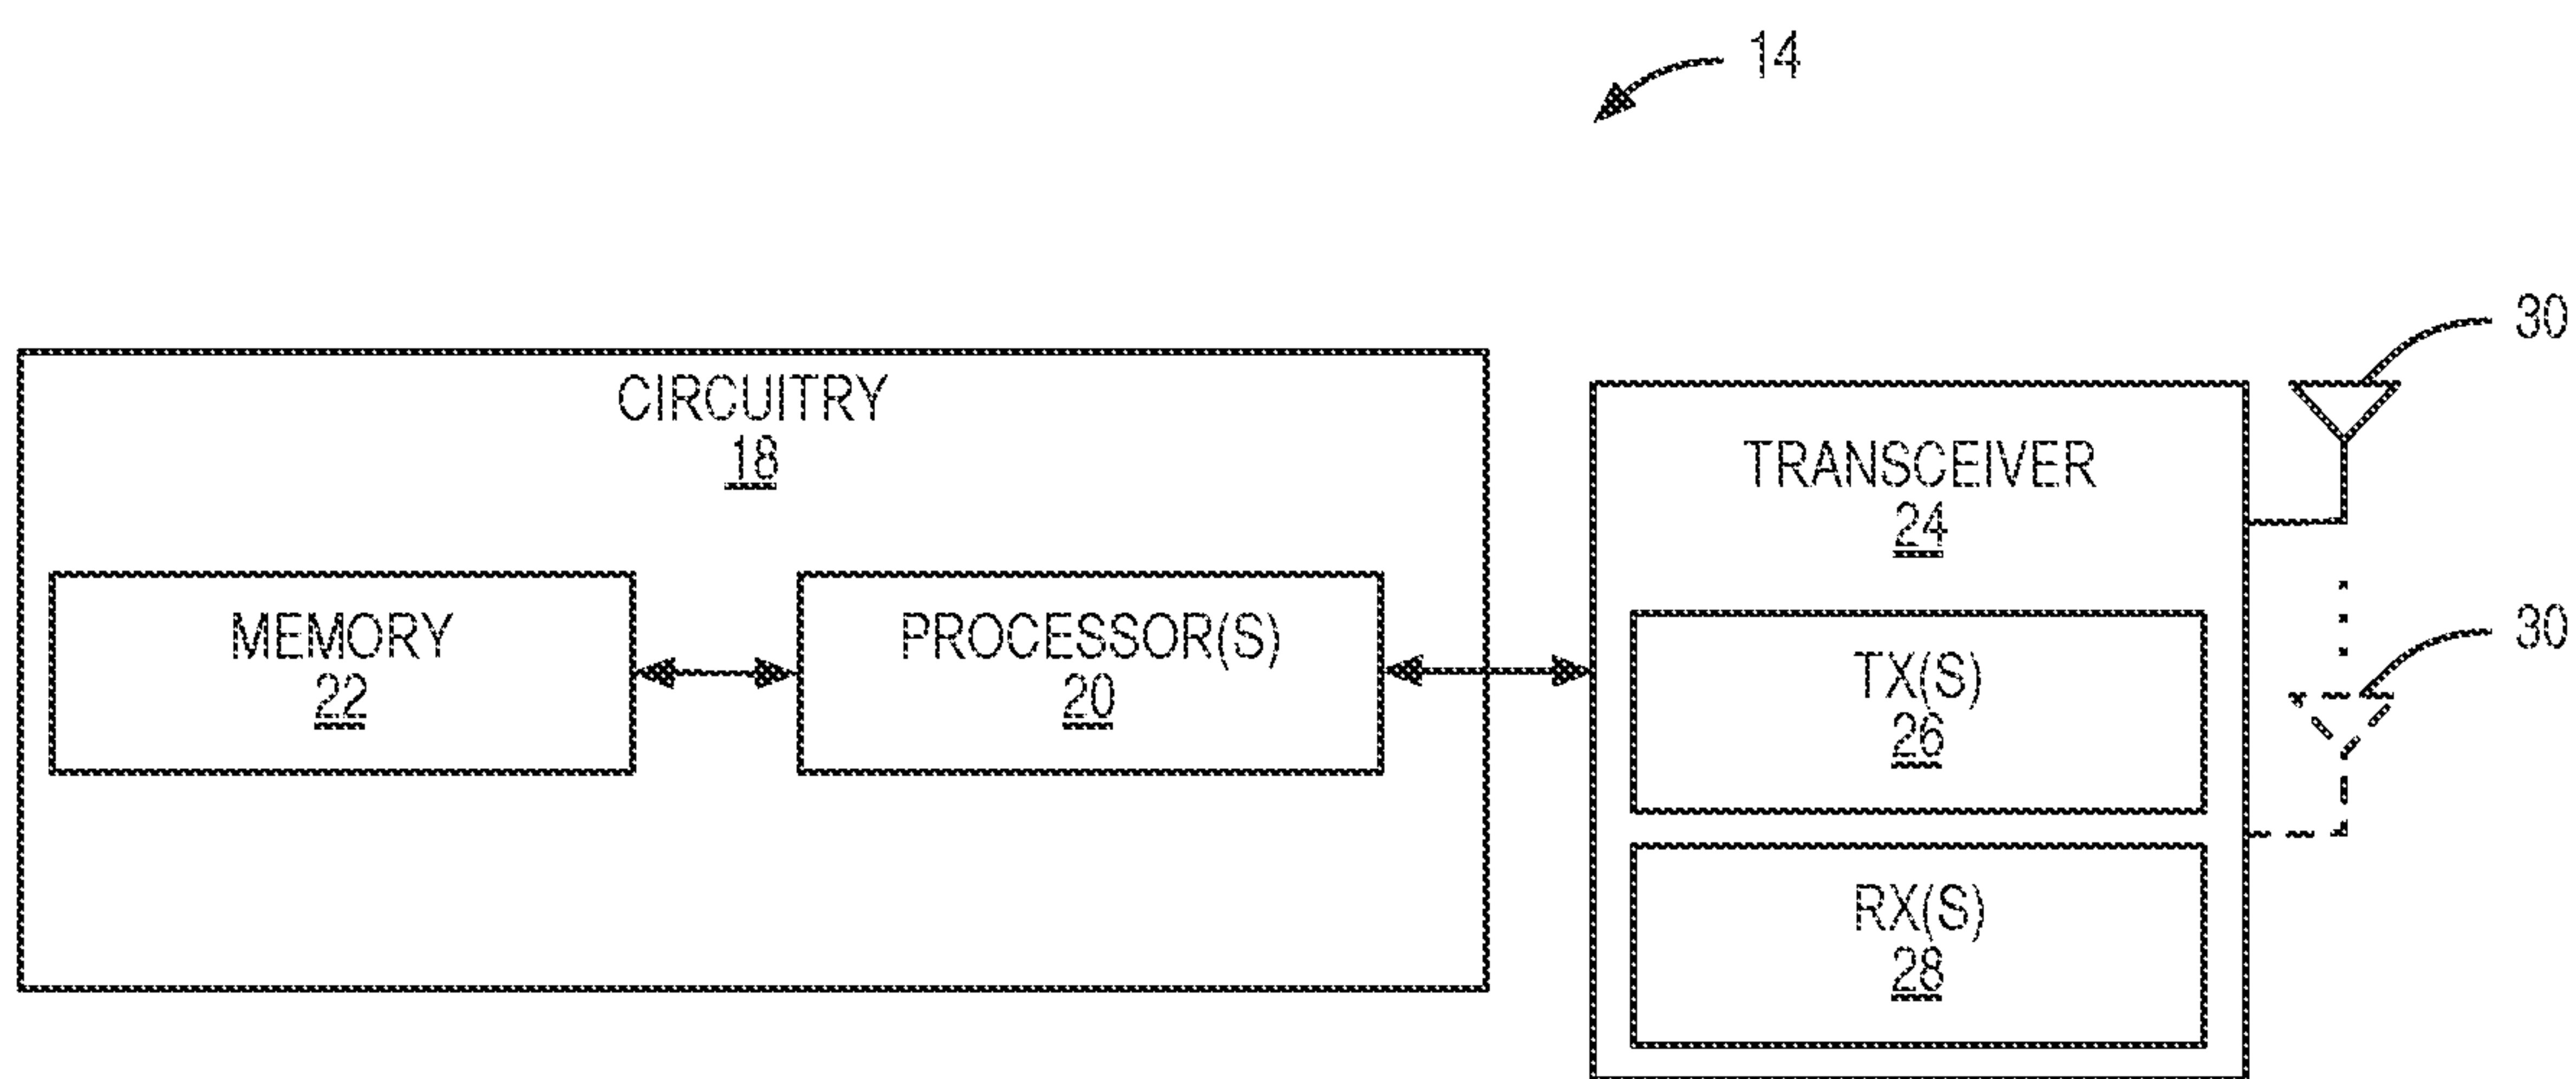 14
30
CIRCUITRY
18
TRANSCEIVER
24
MEMORY
22
PROCESSOR(S)
20
TX(S)
26
30
RX(S)
28